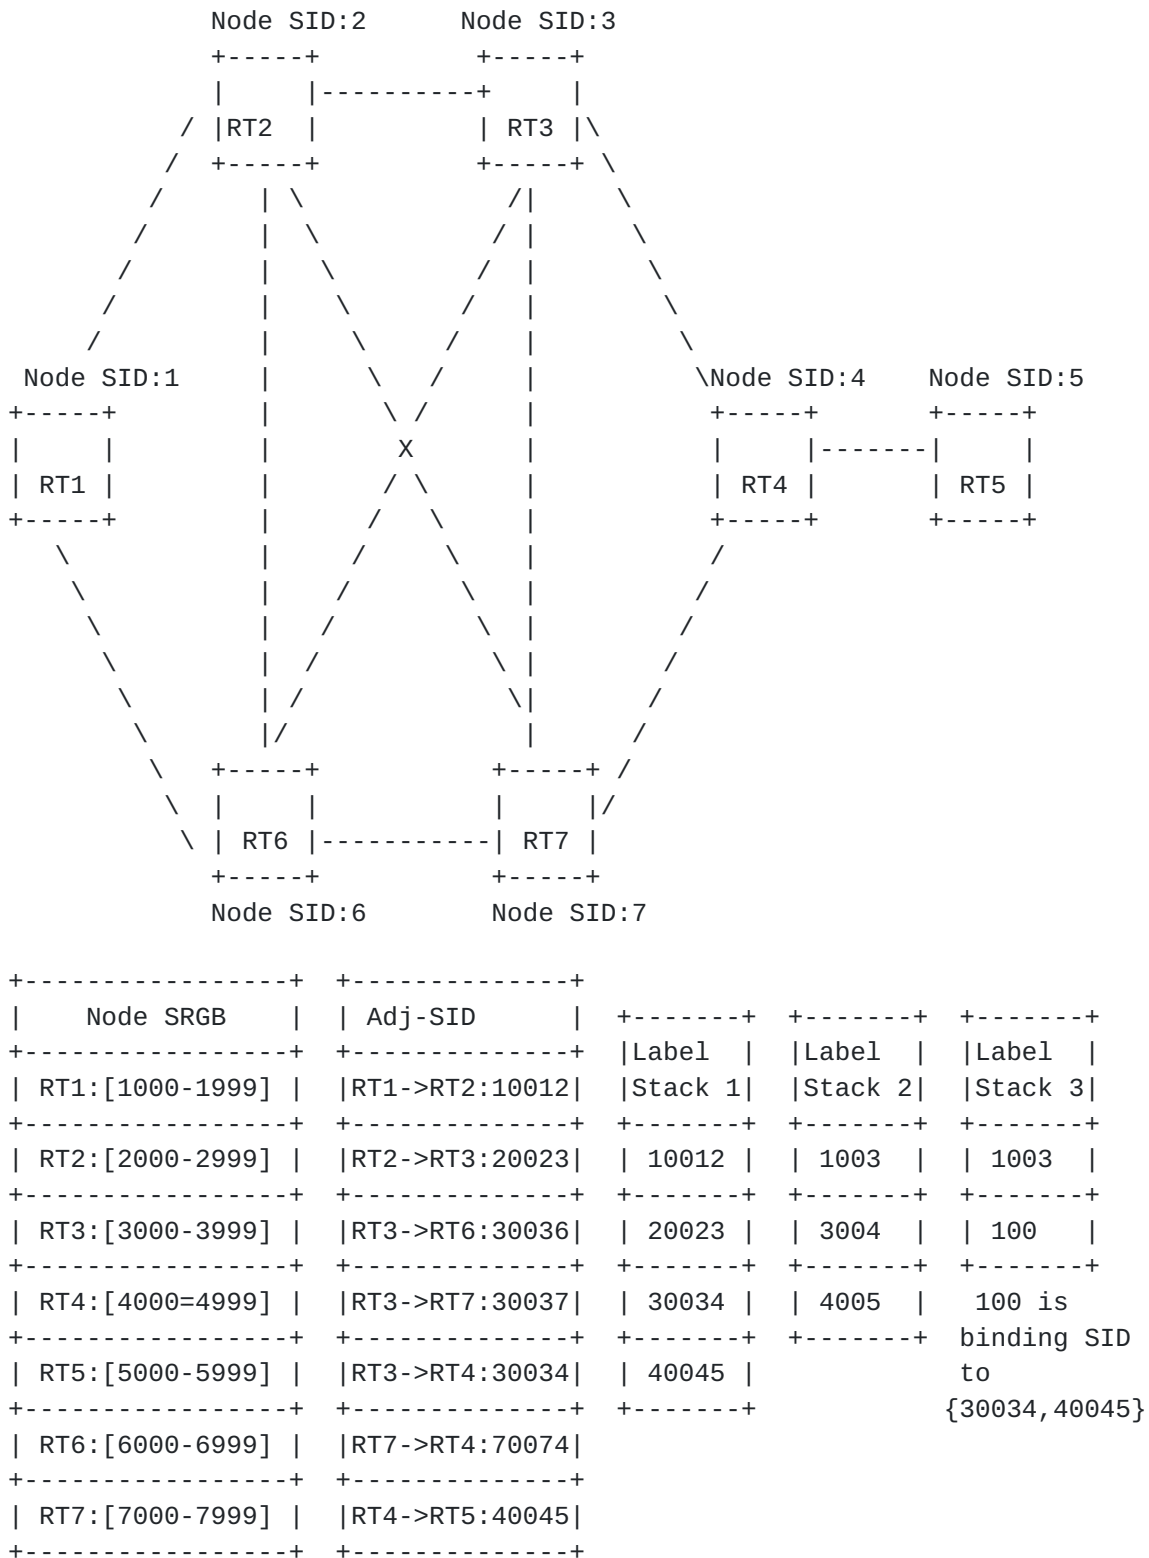 Node SID:2 Node SID:3
RT2 RT3
Node SID:1 Node SID:4 Node SID:5
X
RT1 RT4 RT5
RT6 RT7
Node SID:6 Node SID:7
Node SRGB Adj-SID
Label Label Label
RT1:[1000-1999] RT1->RT2:10012 Stack 1 Stack 2 Stack 3
RT2:[2000-2999] RT2->RT3:20023 10012 1003 1003
RT3:[3000-3999] RT3->RT6:30036 20023 3004 100
RT4:[4000=4999] RT3->RT7:30037 30034 4005 100 is
binding SID
RT5:[5000-5999] RT3->RT4:30034 40045 to
{30034,40045}
RT6:[6000-6999] RT7->RT4:70074
RT7:[7000-7999] RT4->RT5:40045